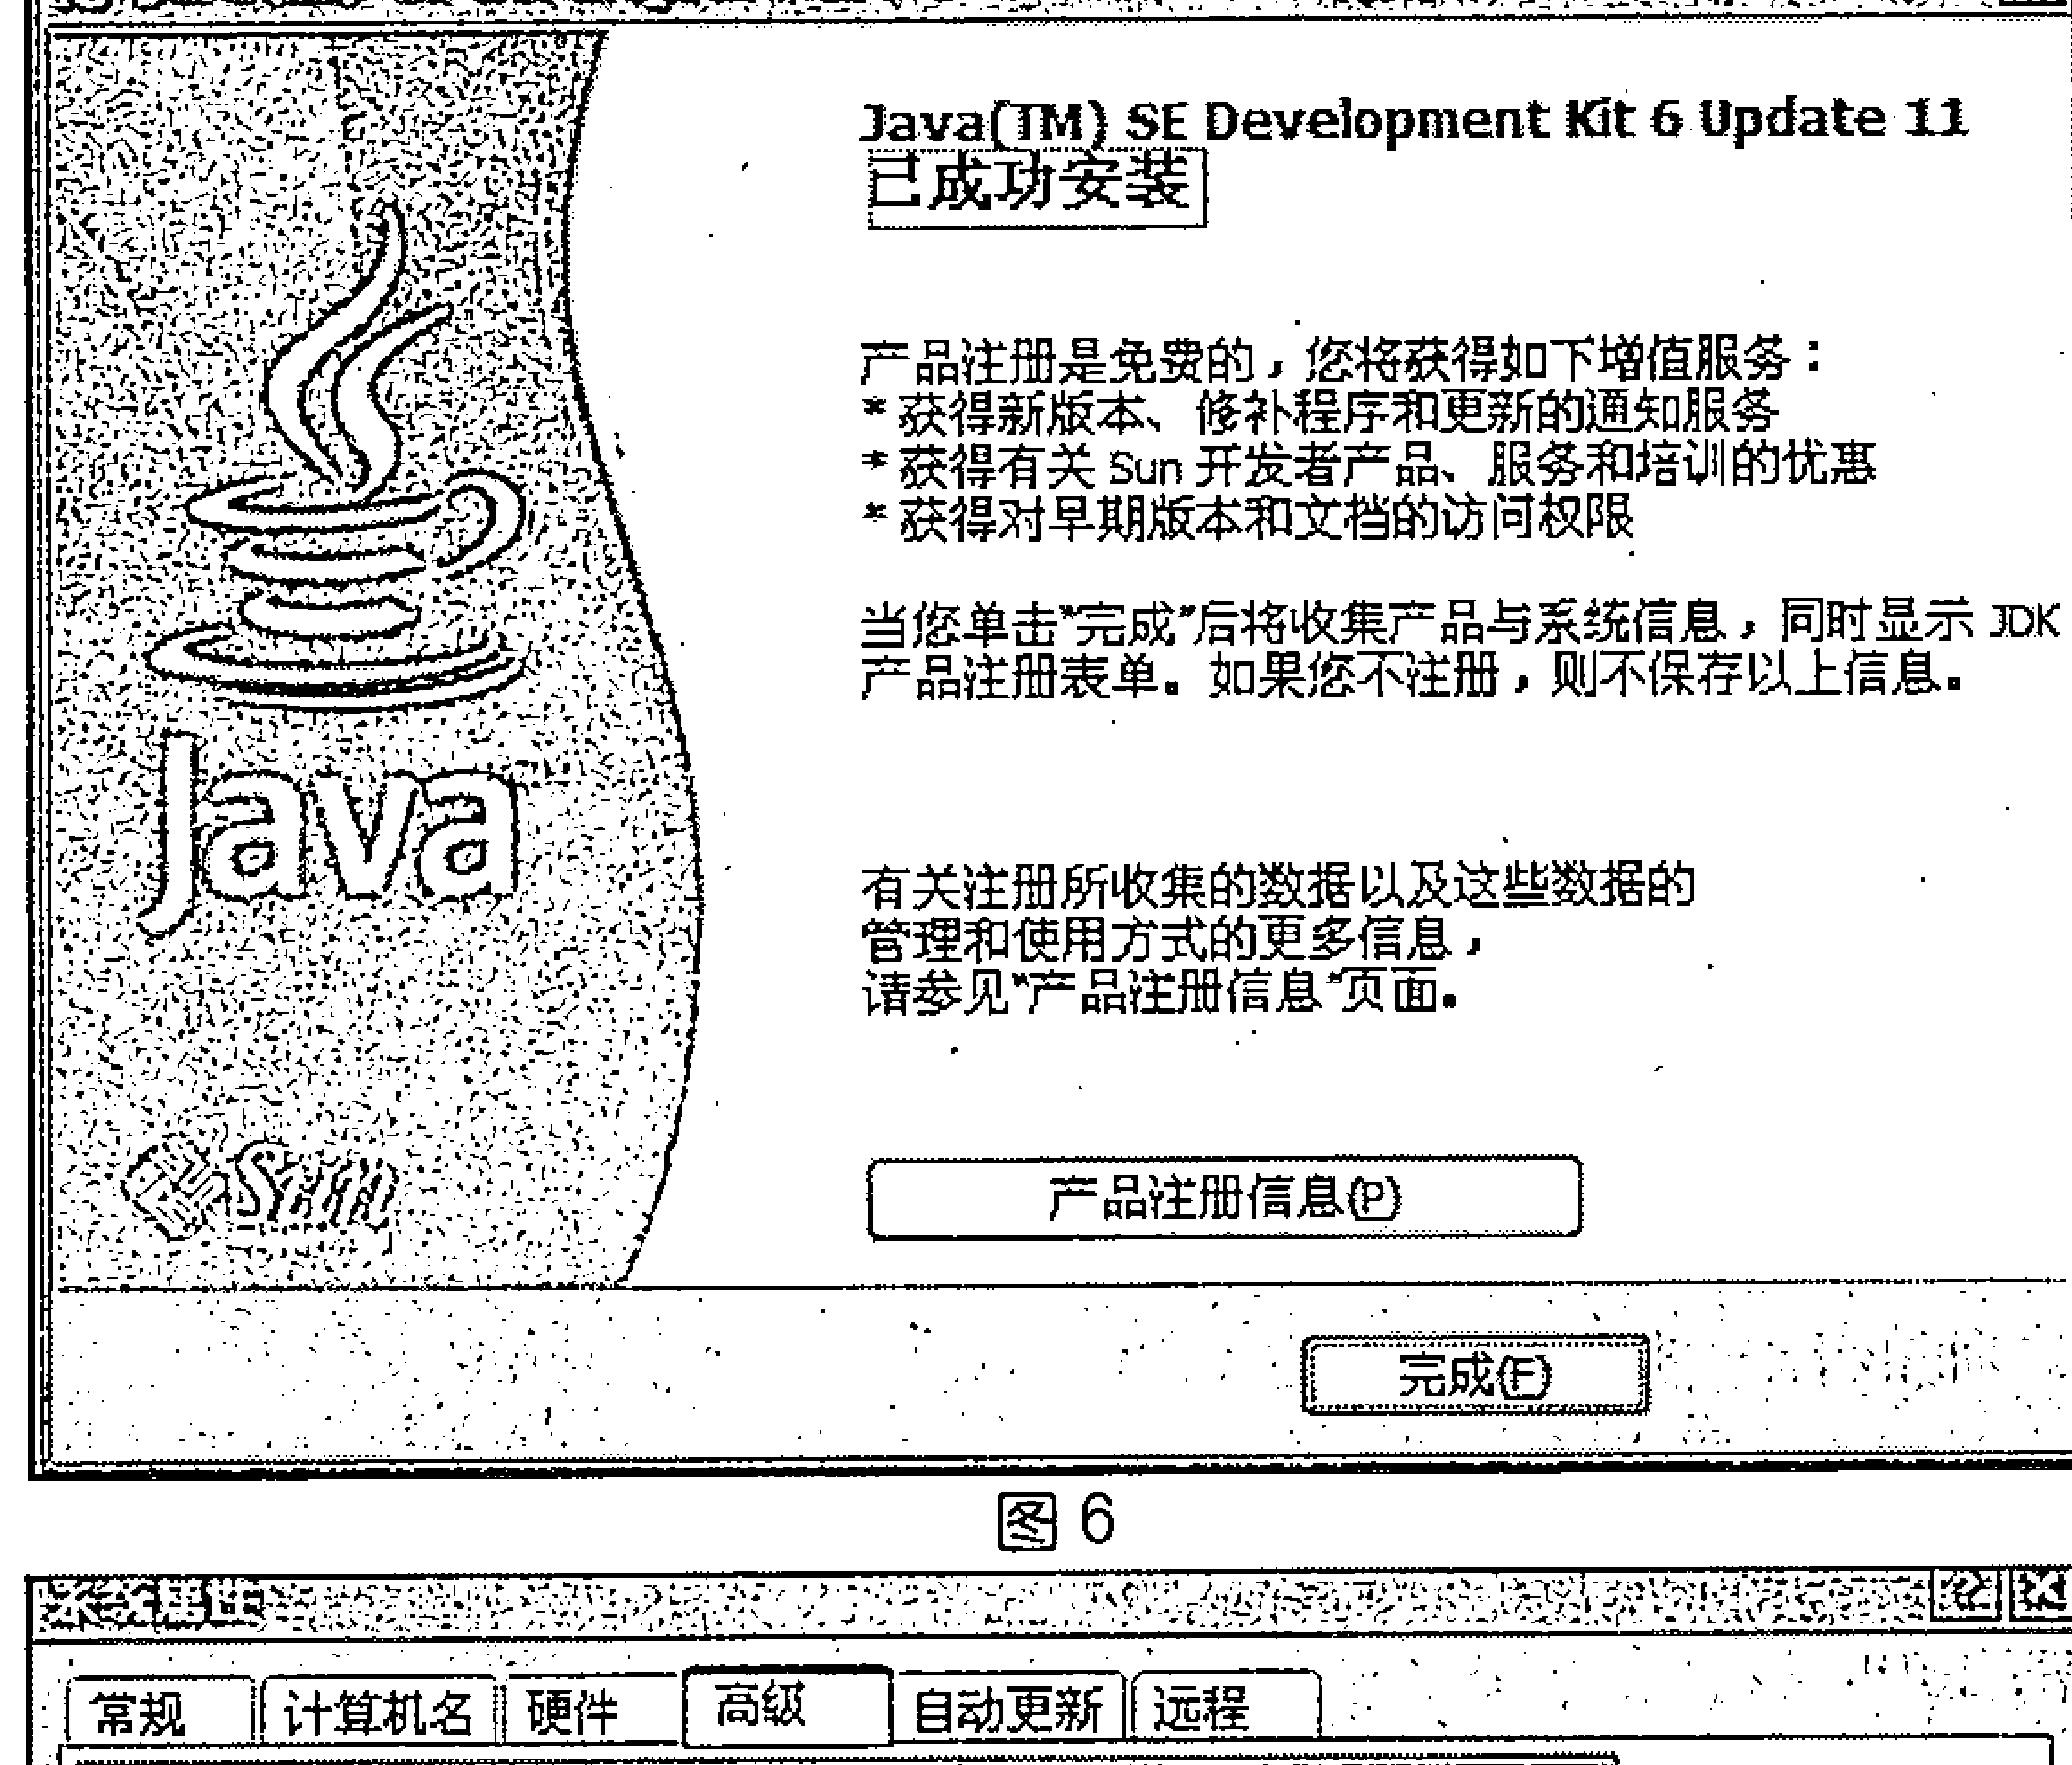 Java(TM) SE Development Kit 6 Update 11
已成功安装
产品注册是免费的，您将获得如下增值服务：
* 获得新版本、修补程序和更新的通知服务
* 获得有关 Sun 开发者产品、服务和培训的优惠
* 获得对早期版本和文档的访问权限
当您单击“完成”后将收集产品与系统信息，同时显示 JDK
产品注册表单。如果您不注册，则不保存以上信息。
Java
有关注册所收集的数据以及这些数据的
管理和使用方式的更多信息，
请参见“产品注册信息”页面。
Sun
产品注册信息(P)
完成(F)
图 6
系统属性
常规 计算机名 硬件 高级 自动更新 远程